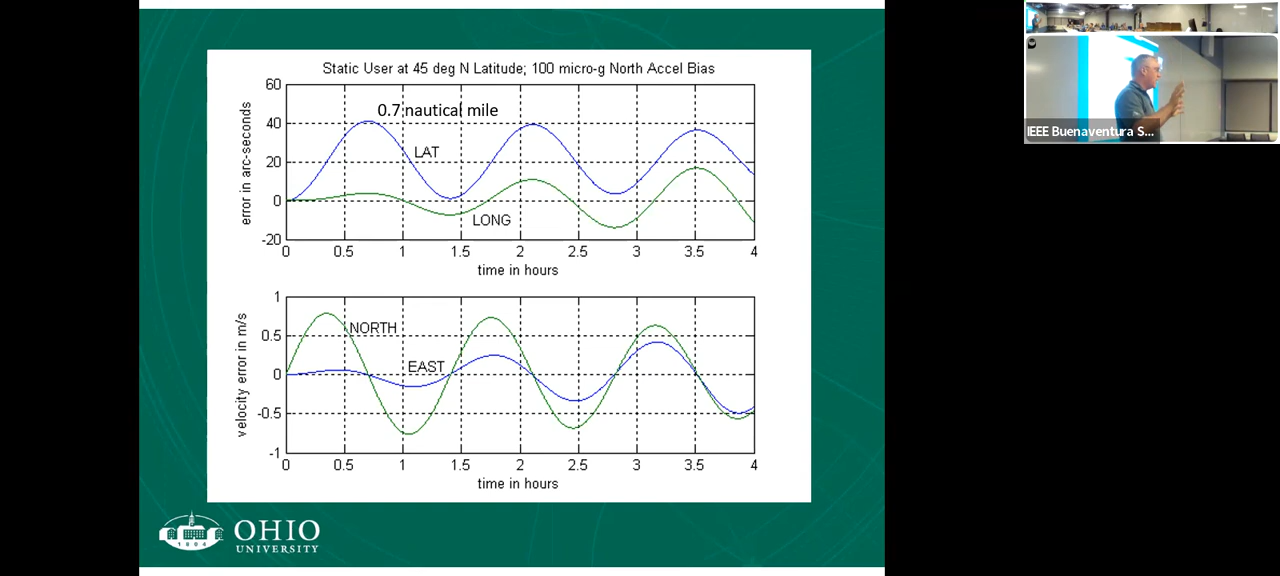 Static User at 45 deg N Latitude; 100 micro-g North Accel Bias
60
40
20
0
-20
error in arc-seconds
0.7 nautical mile
LAT
LONG
0 0.5 1 1.5 2 2.5 3 3.5 4
time in hours
1
0.5
0
-0.5
-1
velocity error in m/s
NORTH
EAST
0 0.5 1 1.5 2 2.5 3 3.5 4
time in hours
1804
OHIO
UNIVERSITY
IEEE Buenaventura S...